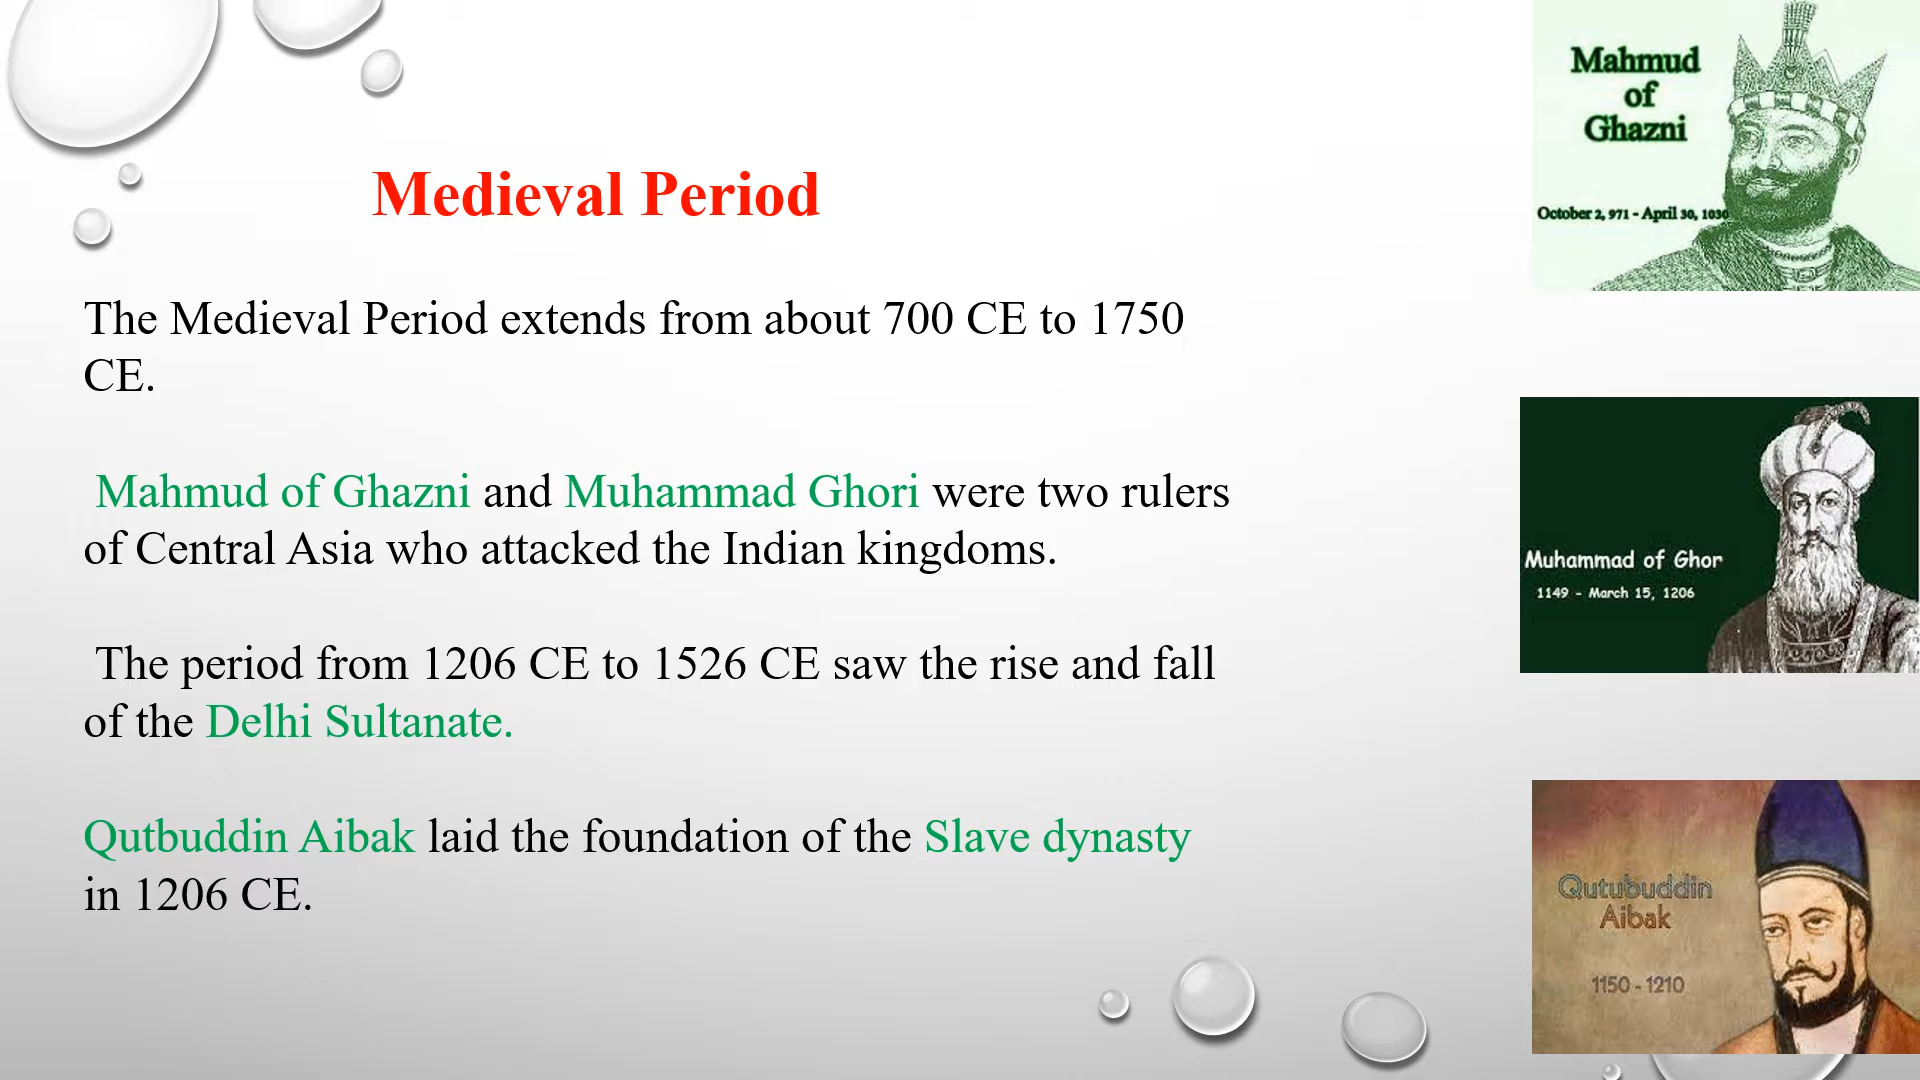 Medieval Period
The Medieval Period extends from about 700 CE to 1750
CE.
Mahmud of Ghazni and Muhammad Ghori were two rulers
of Central Asia who attacked the Indian kingdoms.
The period from 1206 CE to 1526 CE saw the rise and fall
of the Delhi Sultanate.
Qutbuddin Aibak laid the foundation of the Slave dynasty
in 1206 CE.
Mahmud
of
Ghazni
October 2, 971 - April 30, 1030
Muhammad of Ghor
1149 - March 15, 1206
Qutubuddin
Aibak
1150 - 1210